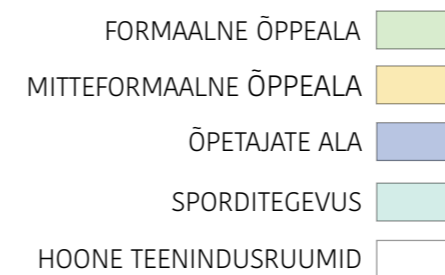 FORMAALNE ÕPPEALA
MITTEFORMAALNE ÕPPEALA
ÕPETAJATE ALA
SPORDITEGEVUS
HOONE TEENINDUSRUUMID